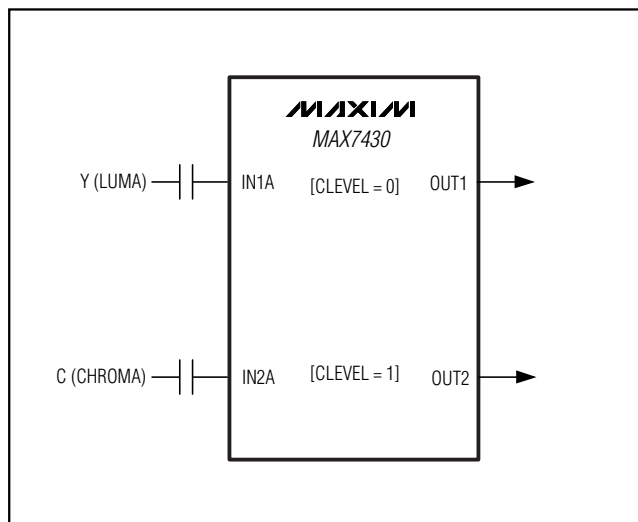 MAXIM
MAX7430
Y (LUMA) IN1A [CLEVEL = 0] OUT1
C (CHROMA) IN2A [CLEVEL = 1] OUT2